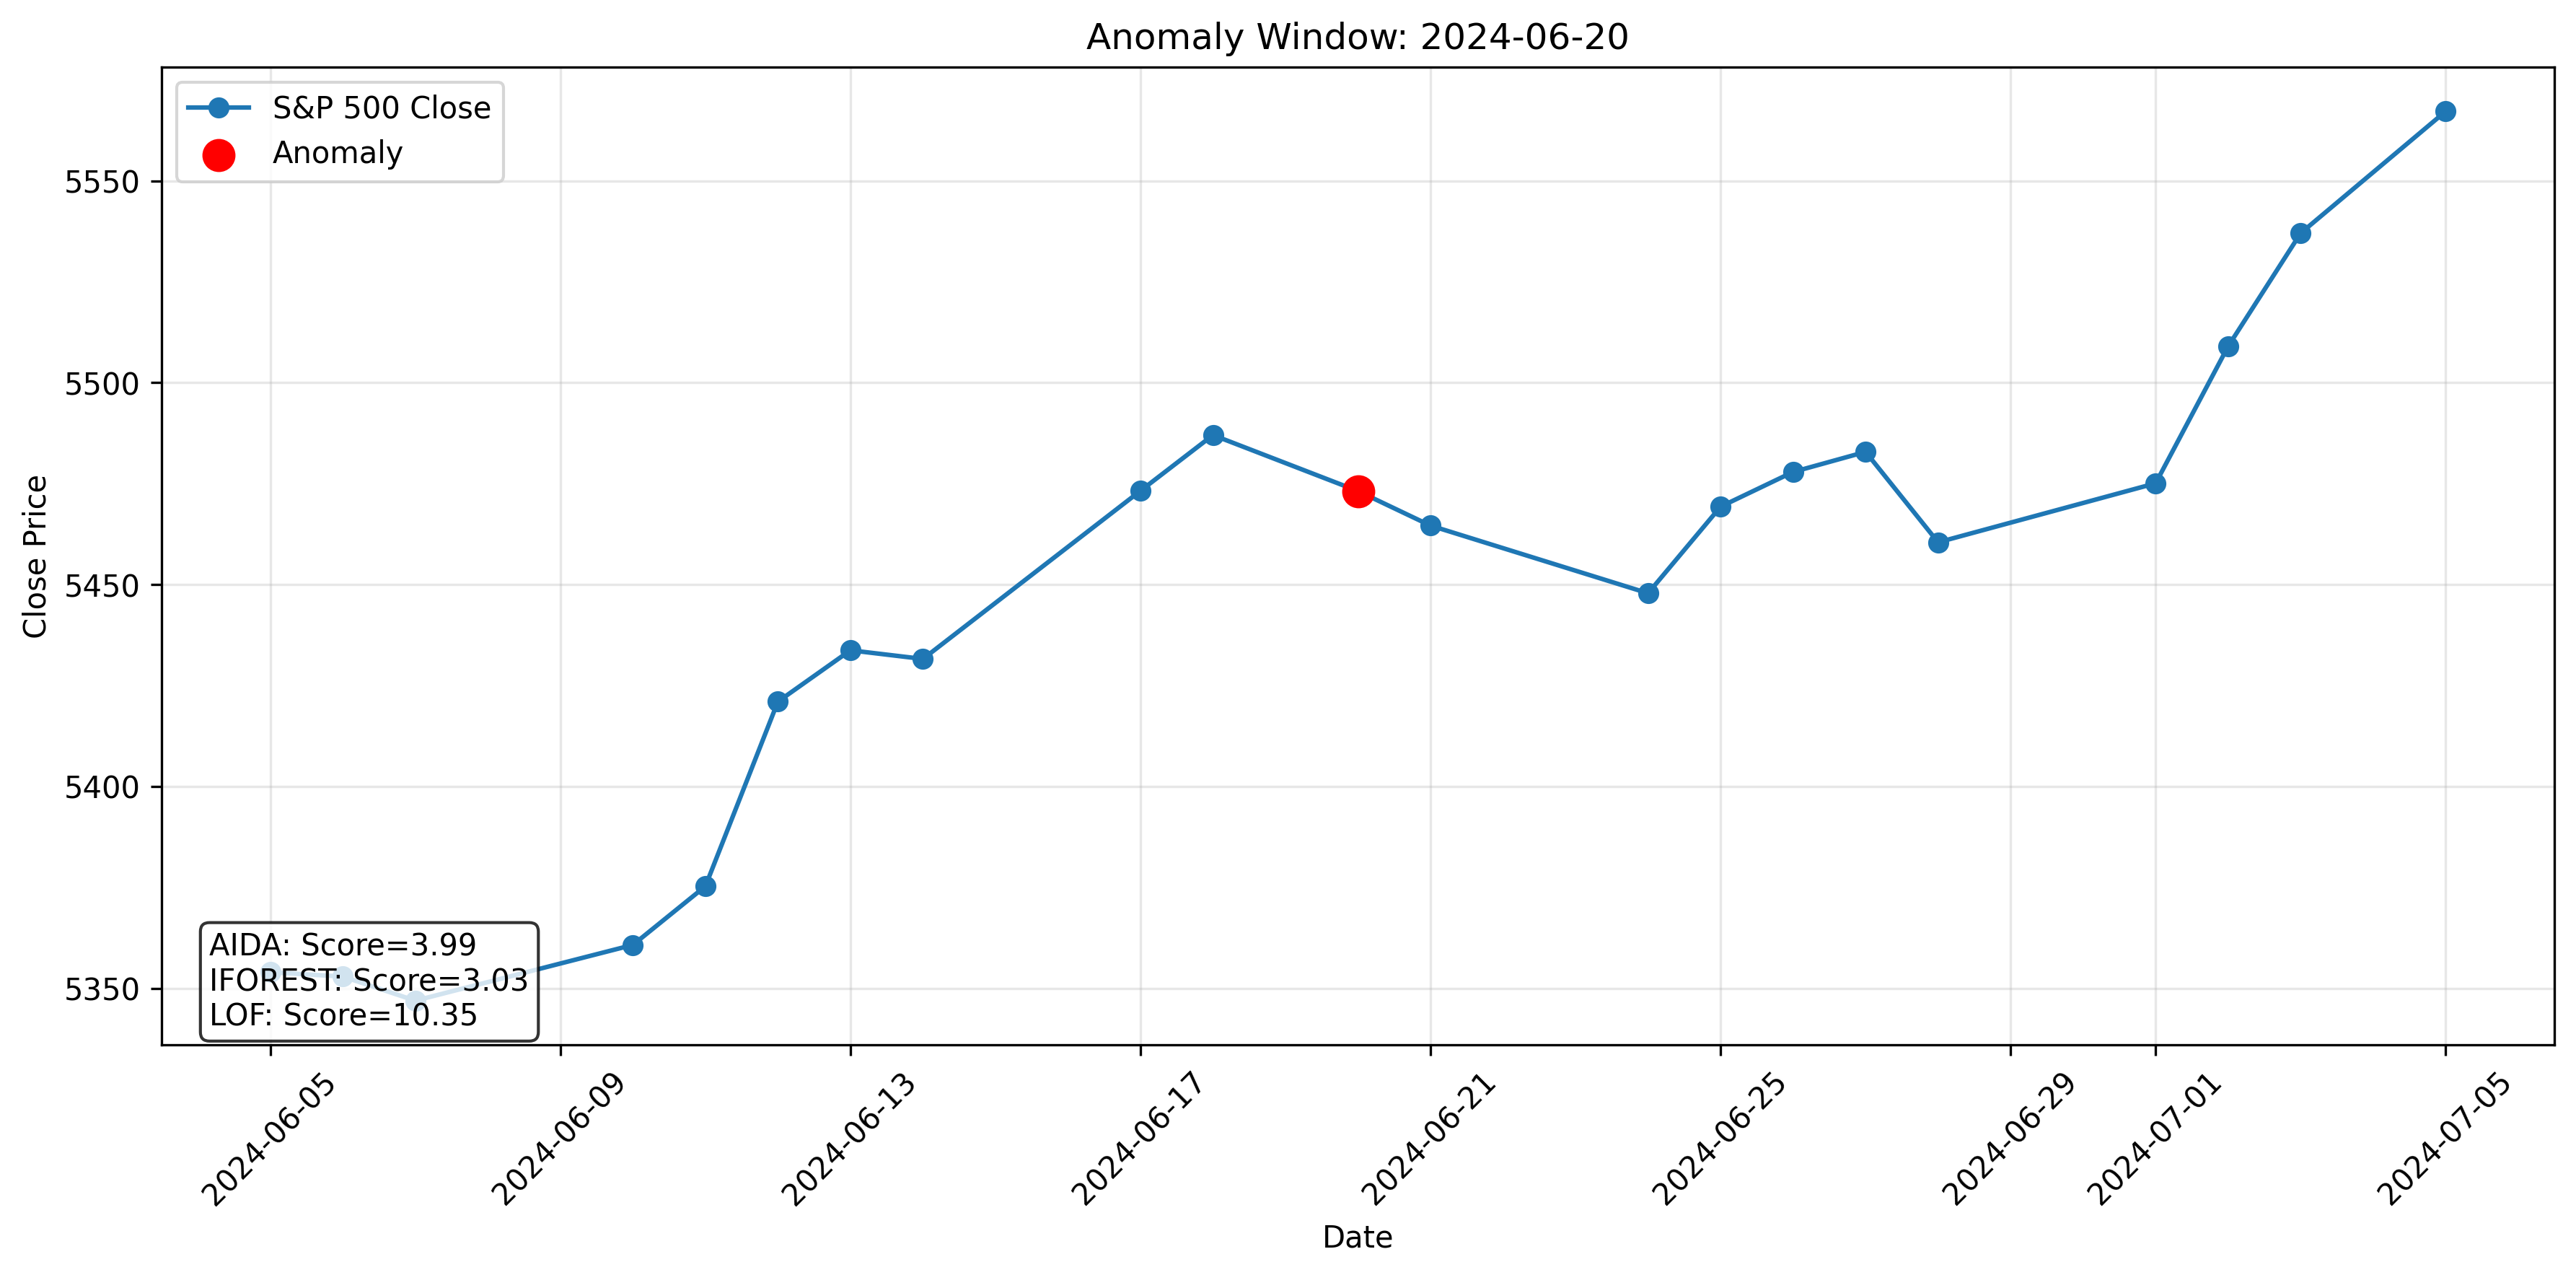 Anomaly Window: 2024-06-20
S&P 500 Close
Anomaly
5550
5500
5450
5400
5350
Close Price
AIDA: Score=3.99
IFOREST: Score=3.03
LOF: Score=10.35
2024-06-05
2024-06-09
2024-06-13
2024-06-17
2024-06-21
2024-06-25
2024-06-29
2024-07-01
2024-07-05
Date